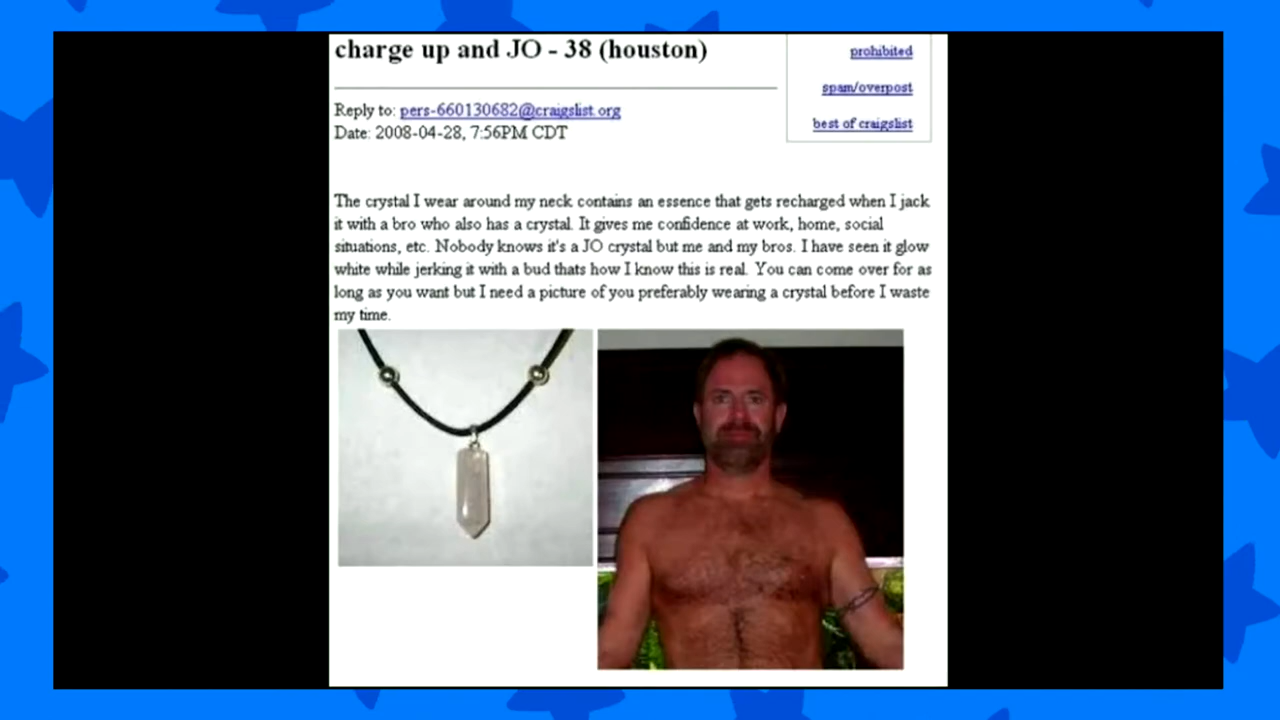 charge up and JO - 38 (houston)
prohibited
spam/overpost
best of craigslist
Reply to: pers-660130682@craigslist.org
Date: 2008-04-28, 7:56PM CDT
The crystal I wear around my neck contains an essence that gets recharged when I jack
it with a bro who also has a crystal. It gives me confidence at work, home, social
situations, etc. Nobody knows it's a JO crystal but me and my bros. I have seen it glow
white while jerking it with a bud thats how I know this is real. You can come over for as
long as you want but I need a picture of you preferably wearing a crystal before I waste
my time.